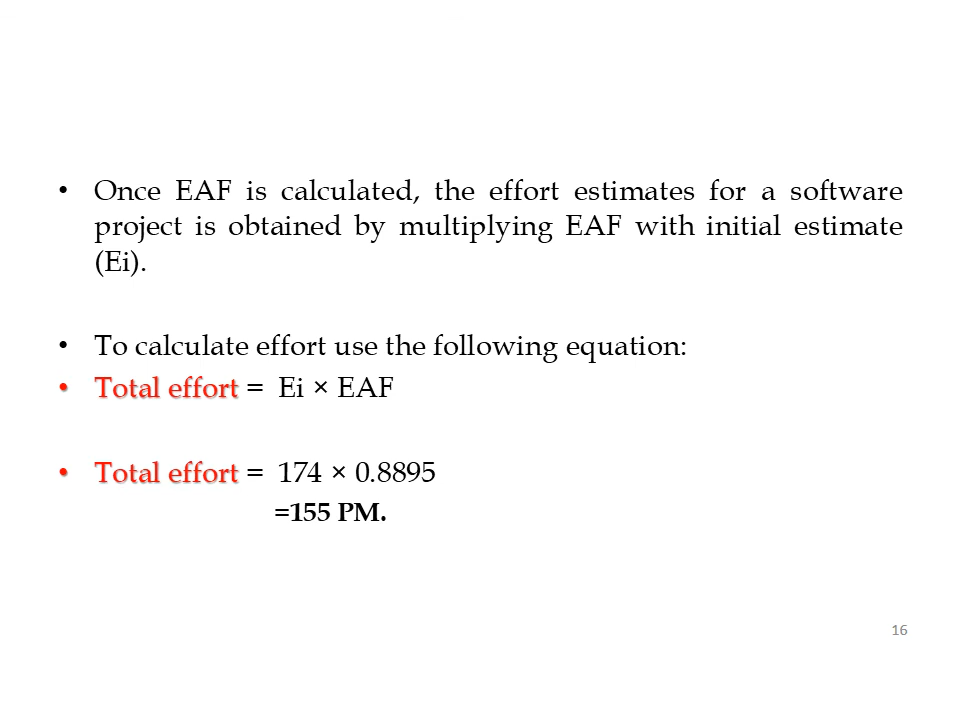 • Once EAF is calculated, the effort estimates for a software
project is obtained by multiplying EAF with initial estimate
(Ei).
• To calculate effort use the following equation:
• Total effort = Ei × EAF
• Total effort = 174 × 0.8895
=155 PM.
16